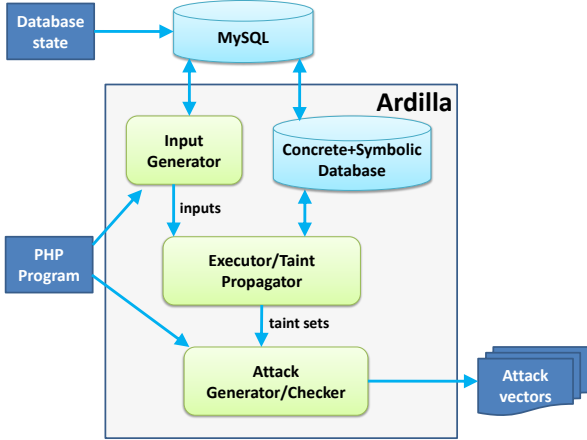 Database
state
MySQL
Ardilla
Input
Generator
Concrete+Symbolic
Database
inputs
PHP
Program
Executor/Taint
Propagator
taint sets
Attack
Generator/Checker
Attack
vectors